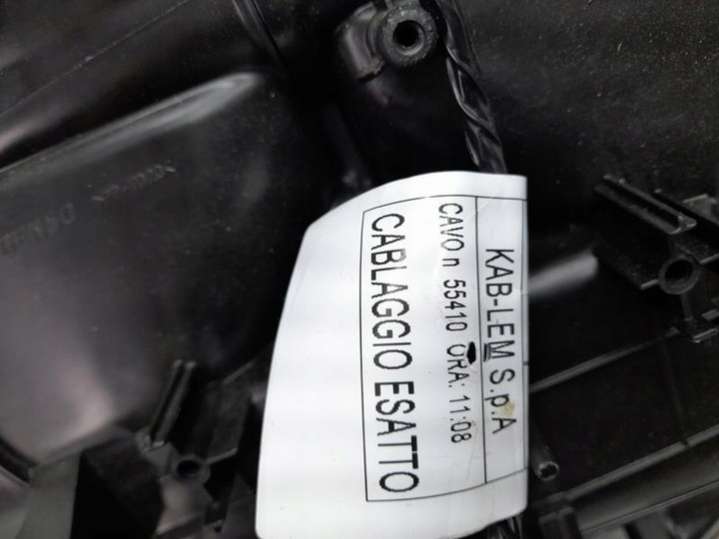 KAB-LEM S.p.A
CAVO n 55410 ORA: 11:08
CABLAGGIO ESATTO